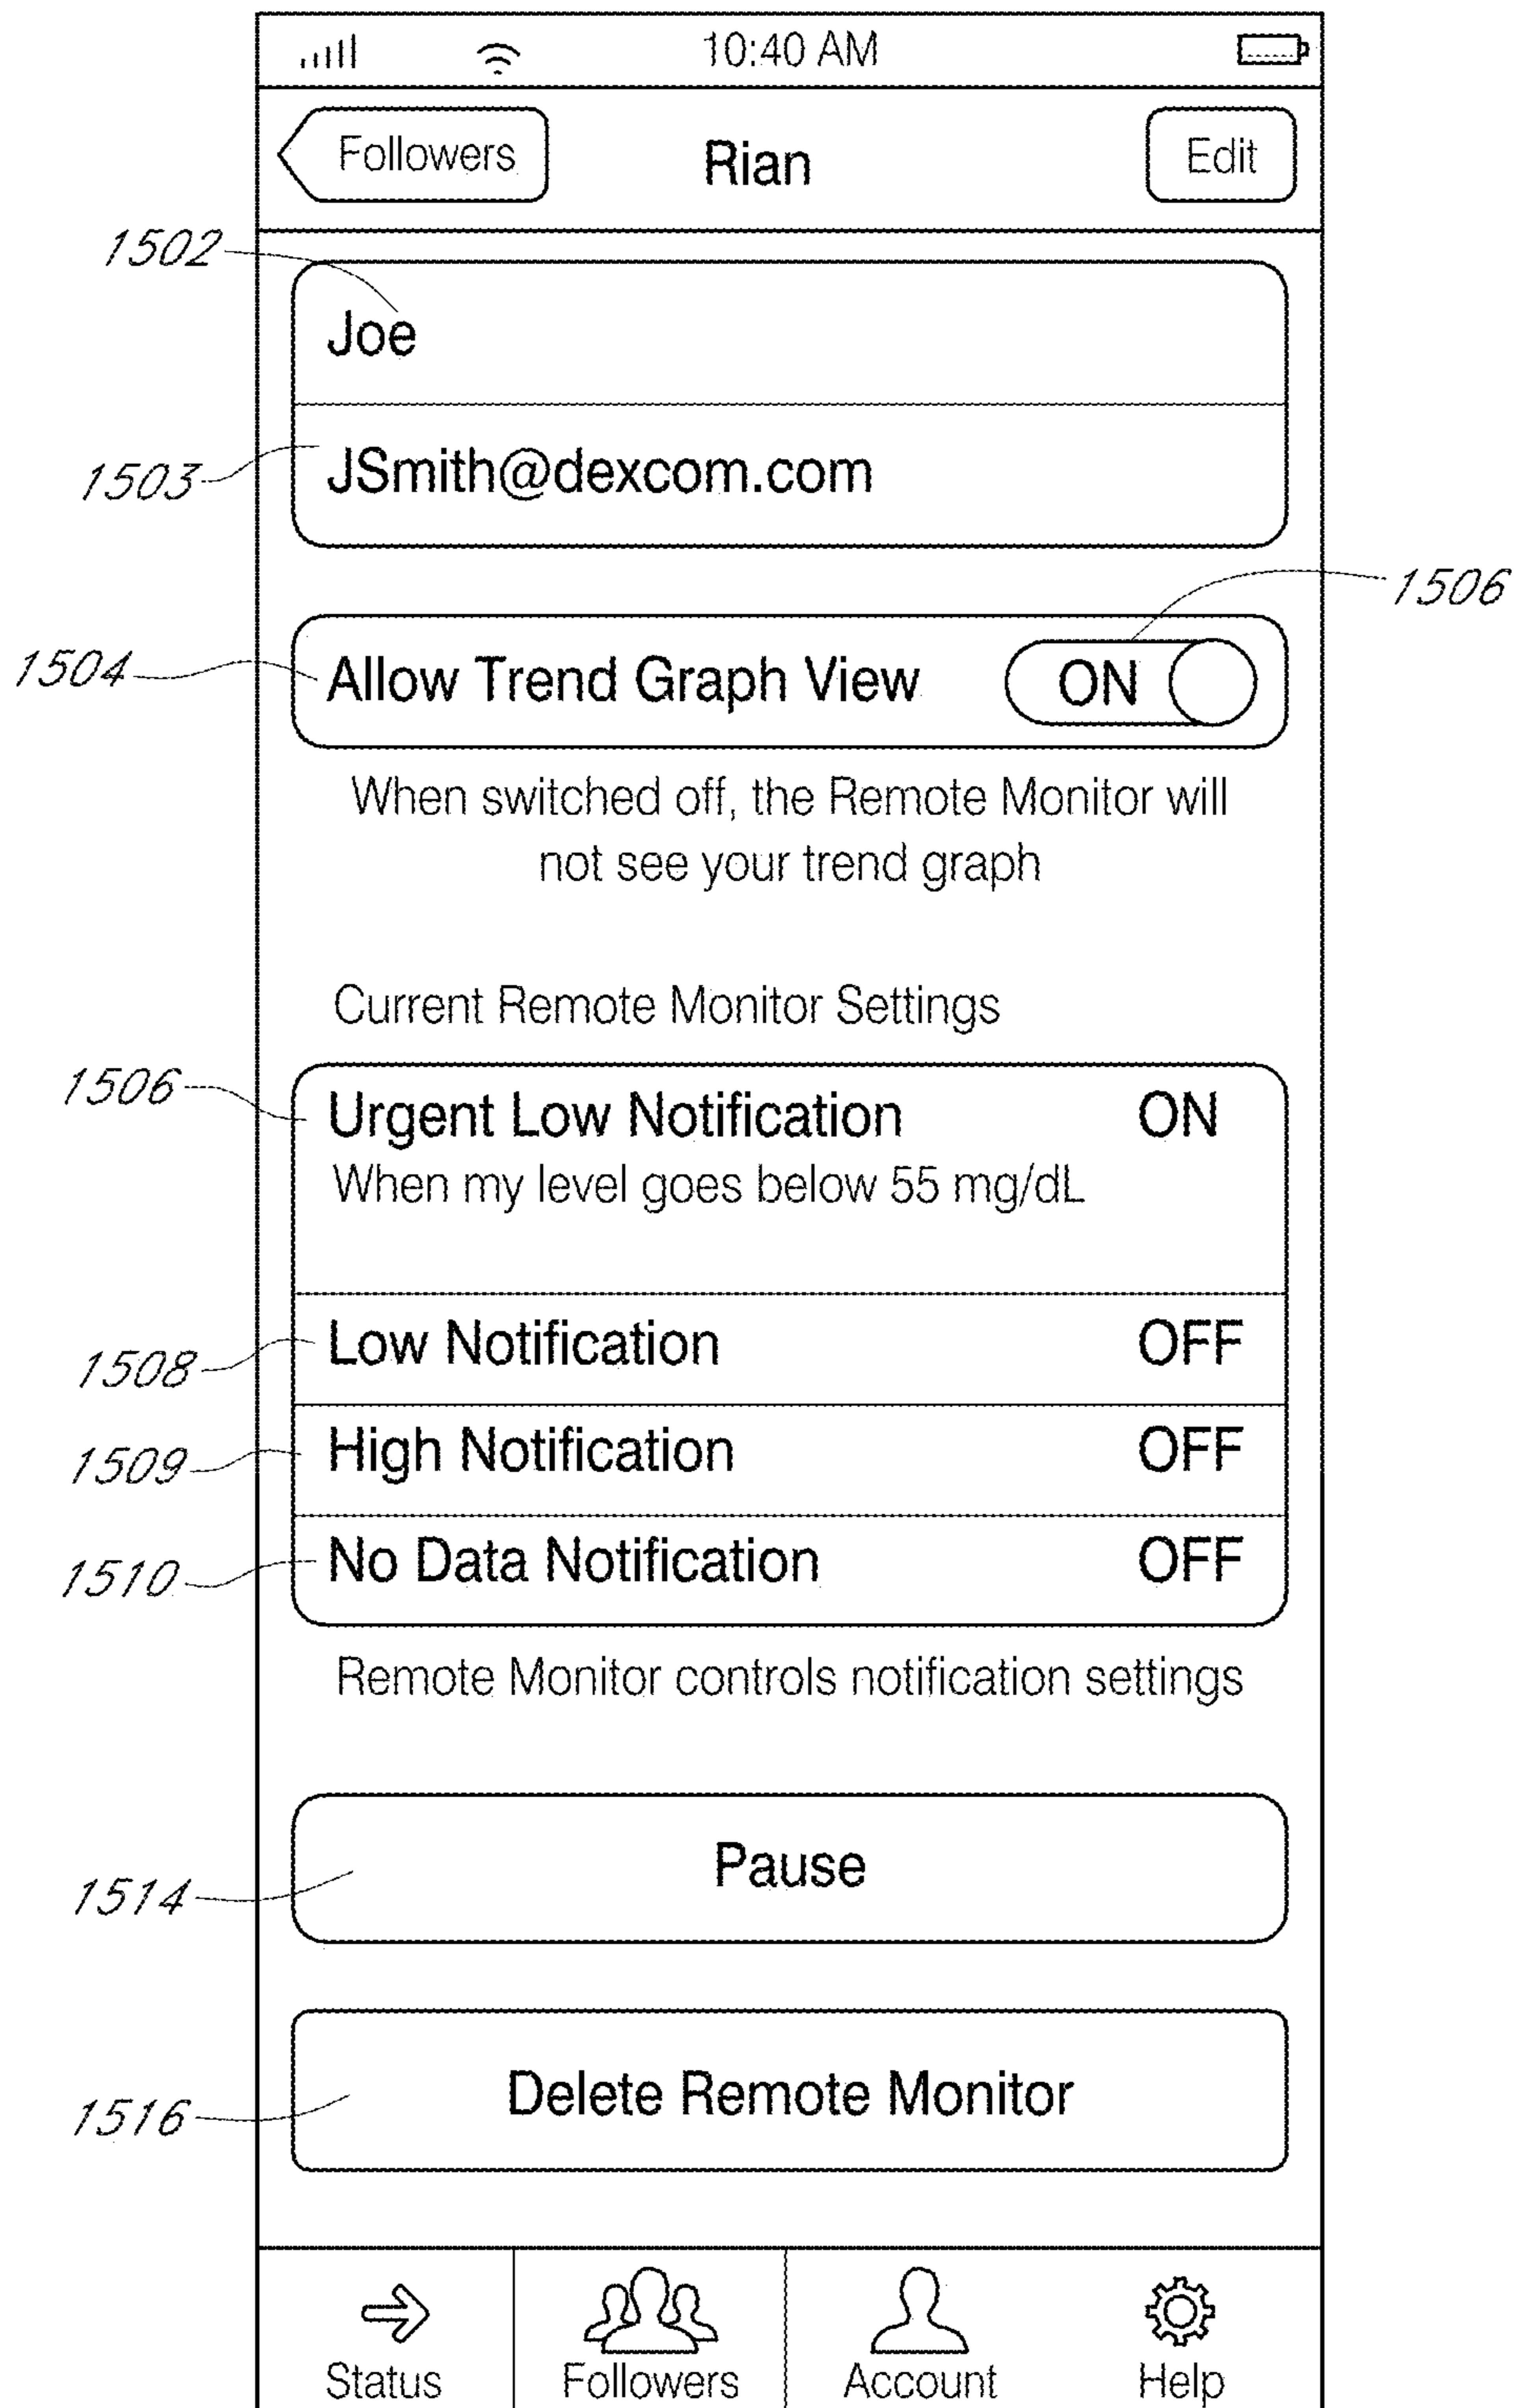 10:40 AM
Followers
Rian
Edit
1502
Joe
1503
JSmith@dexcom.com
1506
1504
Allow Trend Graph View
ON
When switched off, the Remote Monitor will
not see your trend graph
Current Remote Monitor Settings
1506
Urgent Low Notification
ON
When my level goes below 55 mg/dL
1508
Low Notification
OFF
1509
High Notification
OFF
1510
No Data Notification
OFF
Remote Monitor controls notification settings
1514
Pause
1516
Delete Remote Monitor
Status
Followers
Account
Help